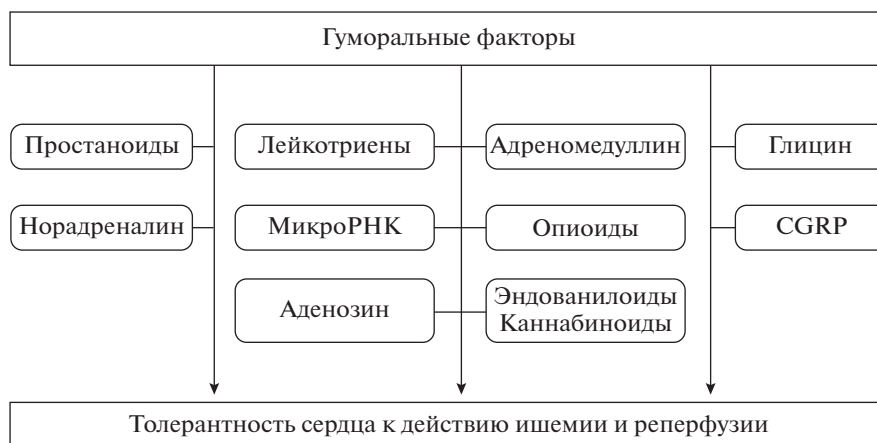 Гуморальные факторы
Простаноиды
Лейкотриены
Адреномедуллин
Глицин
Норадреналин
МикроРНК
Опиоиды
CGRP
Аденозин
Эндованилоиды
Каннабиноиды
Толерантность сердца к действию ишемии и реперфузии